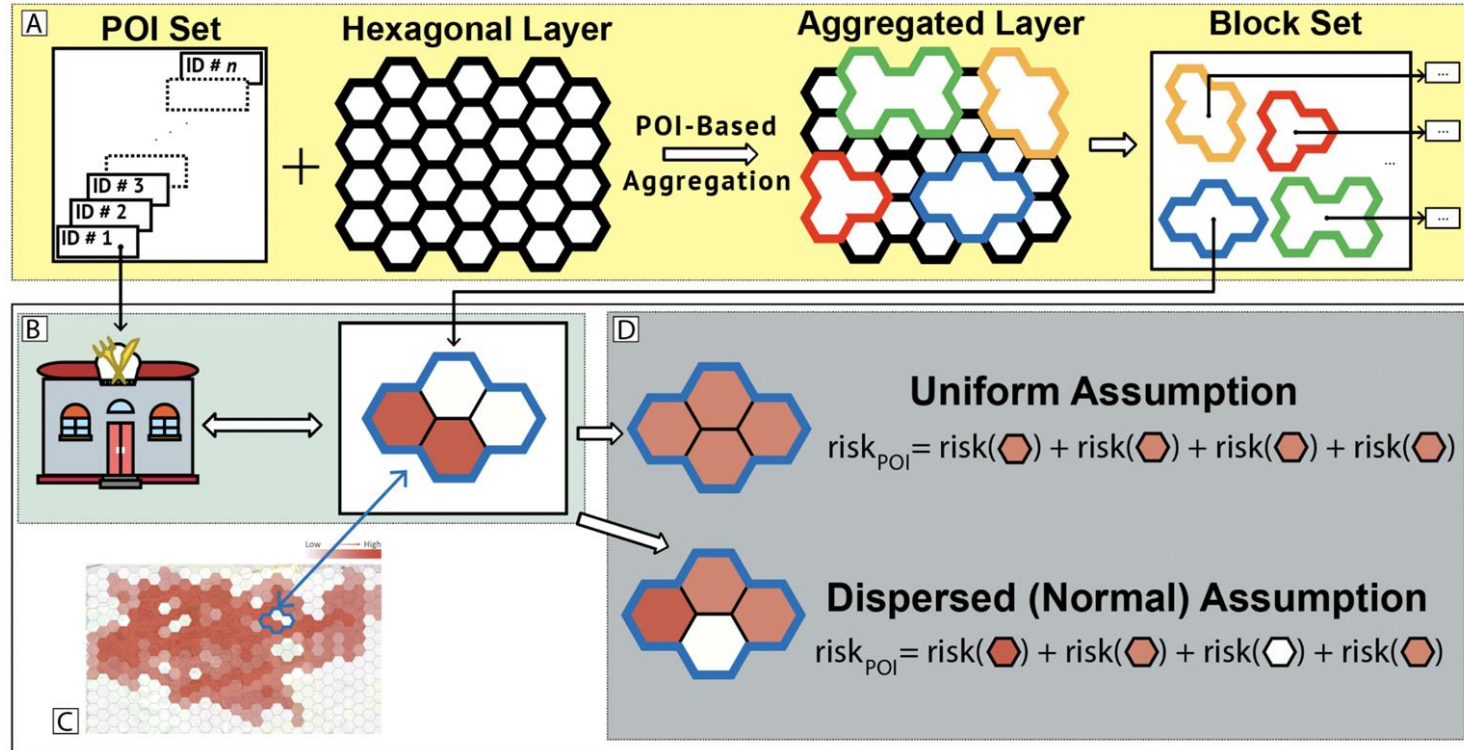 A
POI Set
Hexagonal Layer
Aggregated Layer
Block Set
ID # n
ID # 3
ID # 2
ID # 1
POI-Based
Aggregation
...
...
...
...
B
D
Uniform Assumption
risk_POI = risk( ) + risk( ) + risk( ) + risk( )
Low
High
Dispersed (Normal) Assumption
risk_POI = risk( ) + risk( ) + risk( ) + risk( )
C